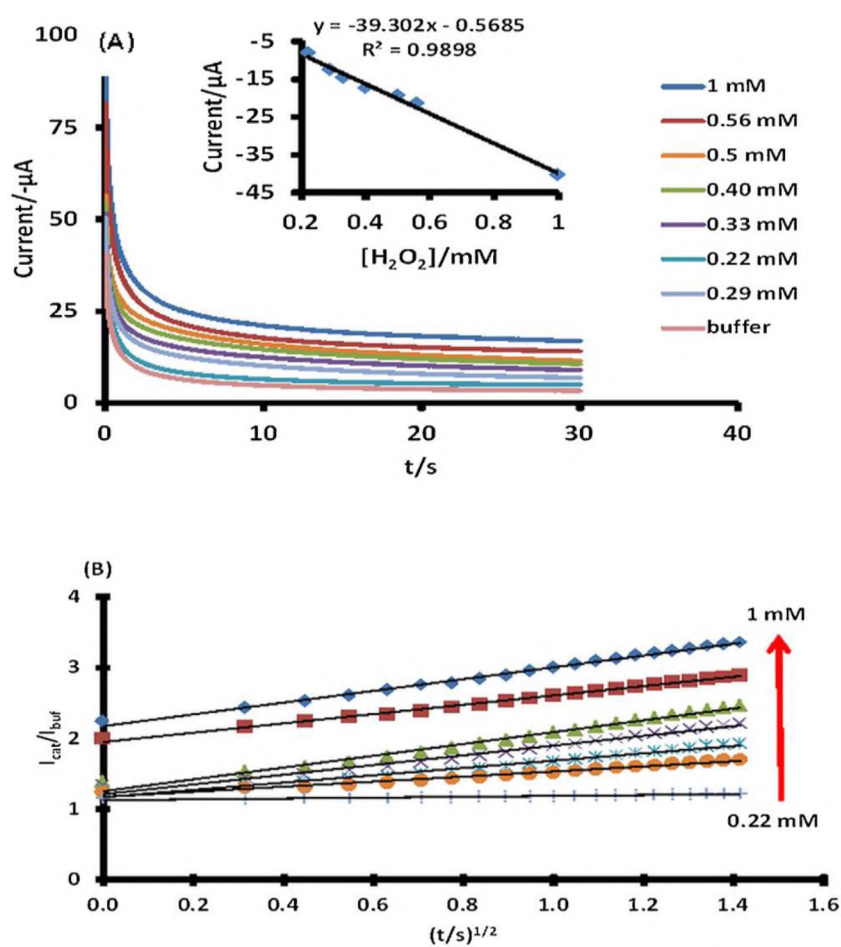 (A)
y = -39.302x - 0.5685
R² = 0.9898
100
75
50
25
0
Current/-µA
0 10 20 30 40
t/s
-5
-15
-25
-35
-45
Current/µA
0.2 0.4 0.6 0.8 1
[H₂O₂]/mM
1 mM
0.56 mM
0.5 mM
0.40 mM
0.33 mM
0.22 mM
0.29 mM
buffer
(B)
4
3
2
1
0
I_cat/I_buf
1 mM
0.22 mM
0.0 0.2 0.4 0.6 0.8 1.0 1.2 1.4 1.6
(t/s)¹/²